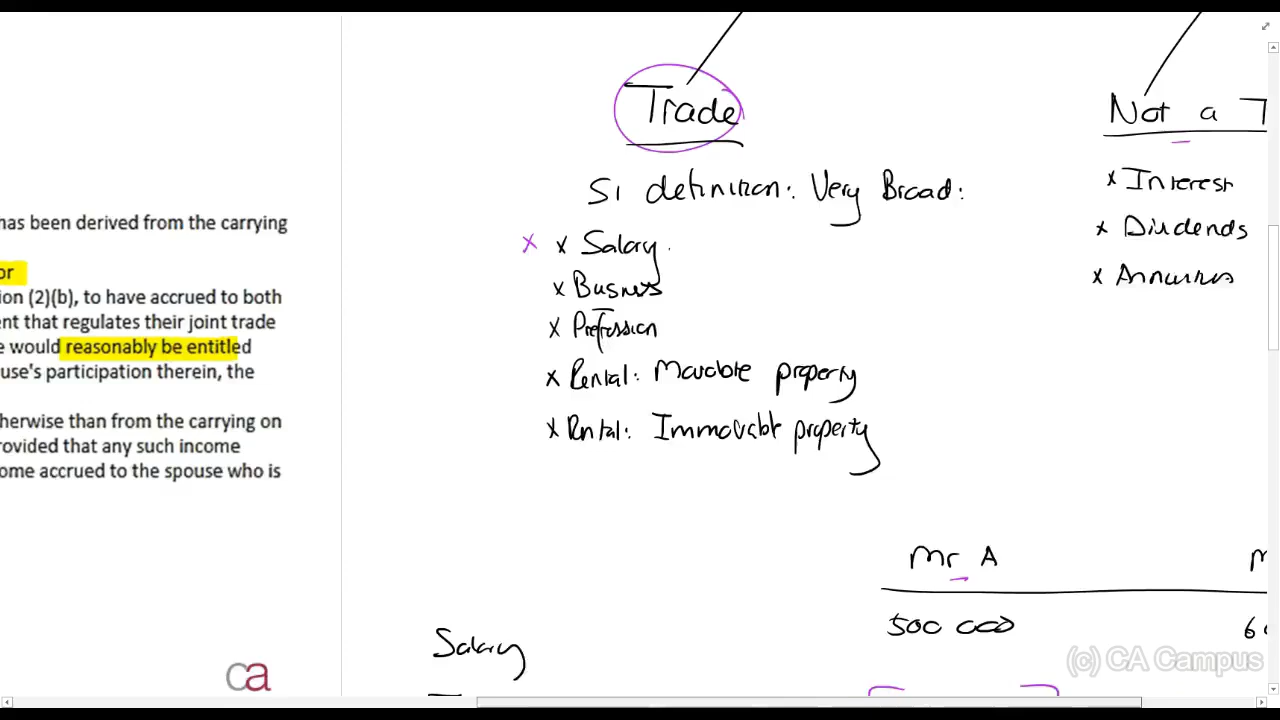 has been derived from the carrying
or
ion (2)(b), to have accrued to both
ent that regulates their joint trade
e would reasonably be entitled
use's participation therein, the
herwise than from the carrying on
rovided that any such income
ome accrued to the spouse who is
ca
Trade
S1 definition: Very Broad:
x x Salary
x Business
x Profession
x Rental: Movable property
x Rental: Immovable property
Not a T
x Interest
x Dividends
x Annuities
Mr A
M
500 000
60
Salary
(c) CA Campus